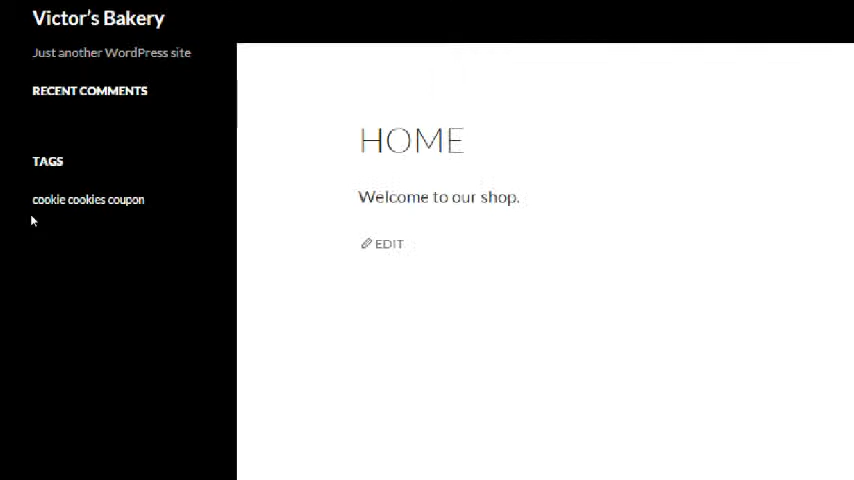 Victor's Bakery
Just another WordPress site
RECENT COMMENTS
TAGS
cookie cookies coupon
HOME
Welcome to our shop.
EDIT